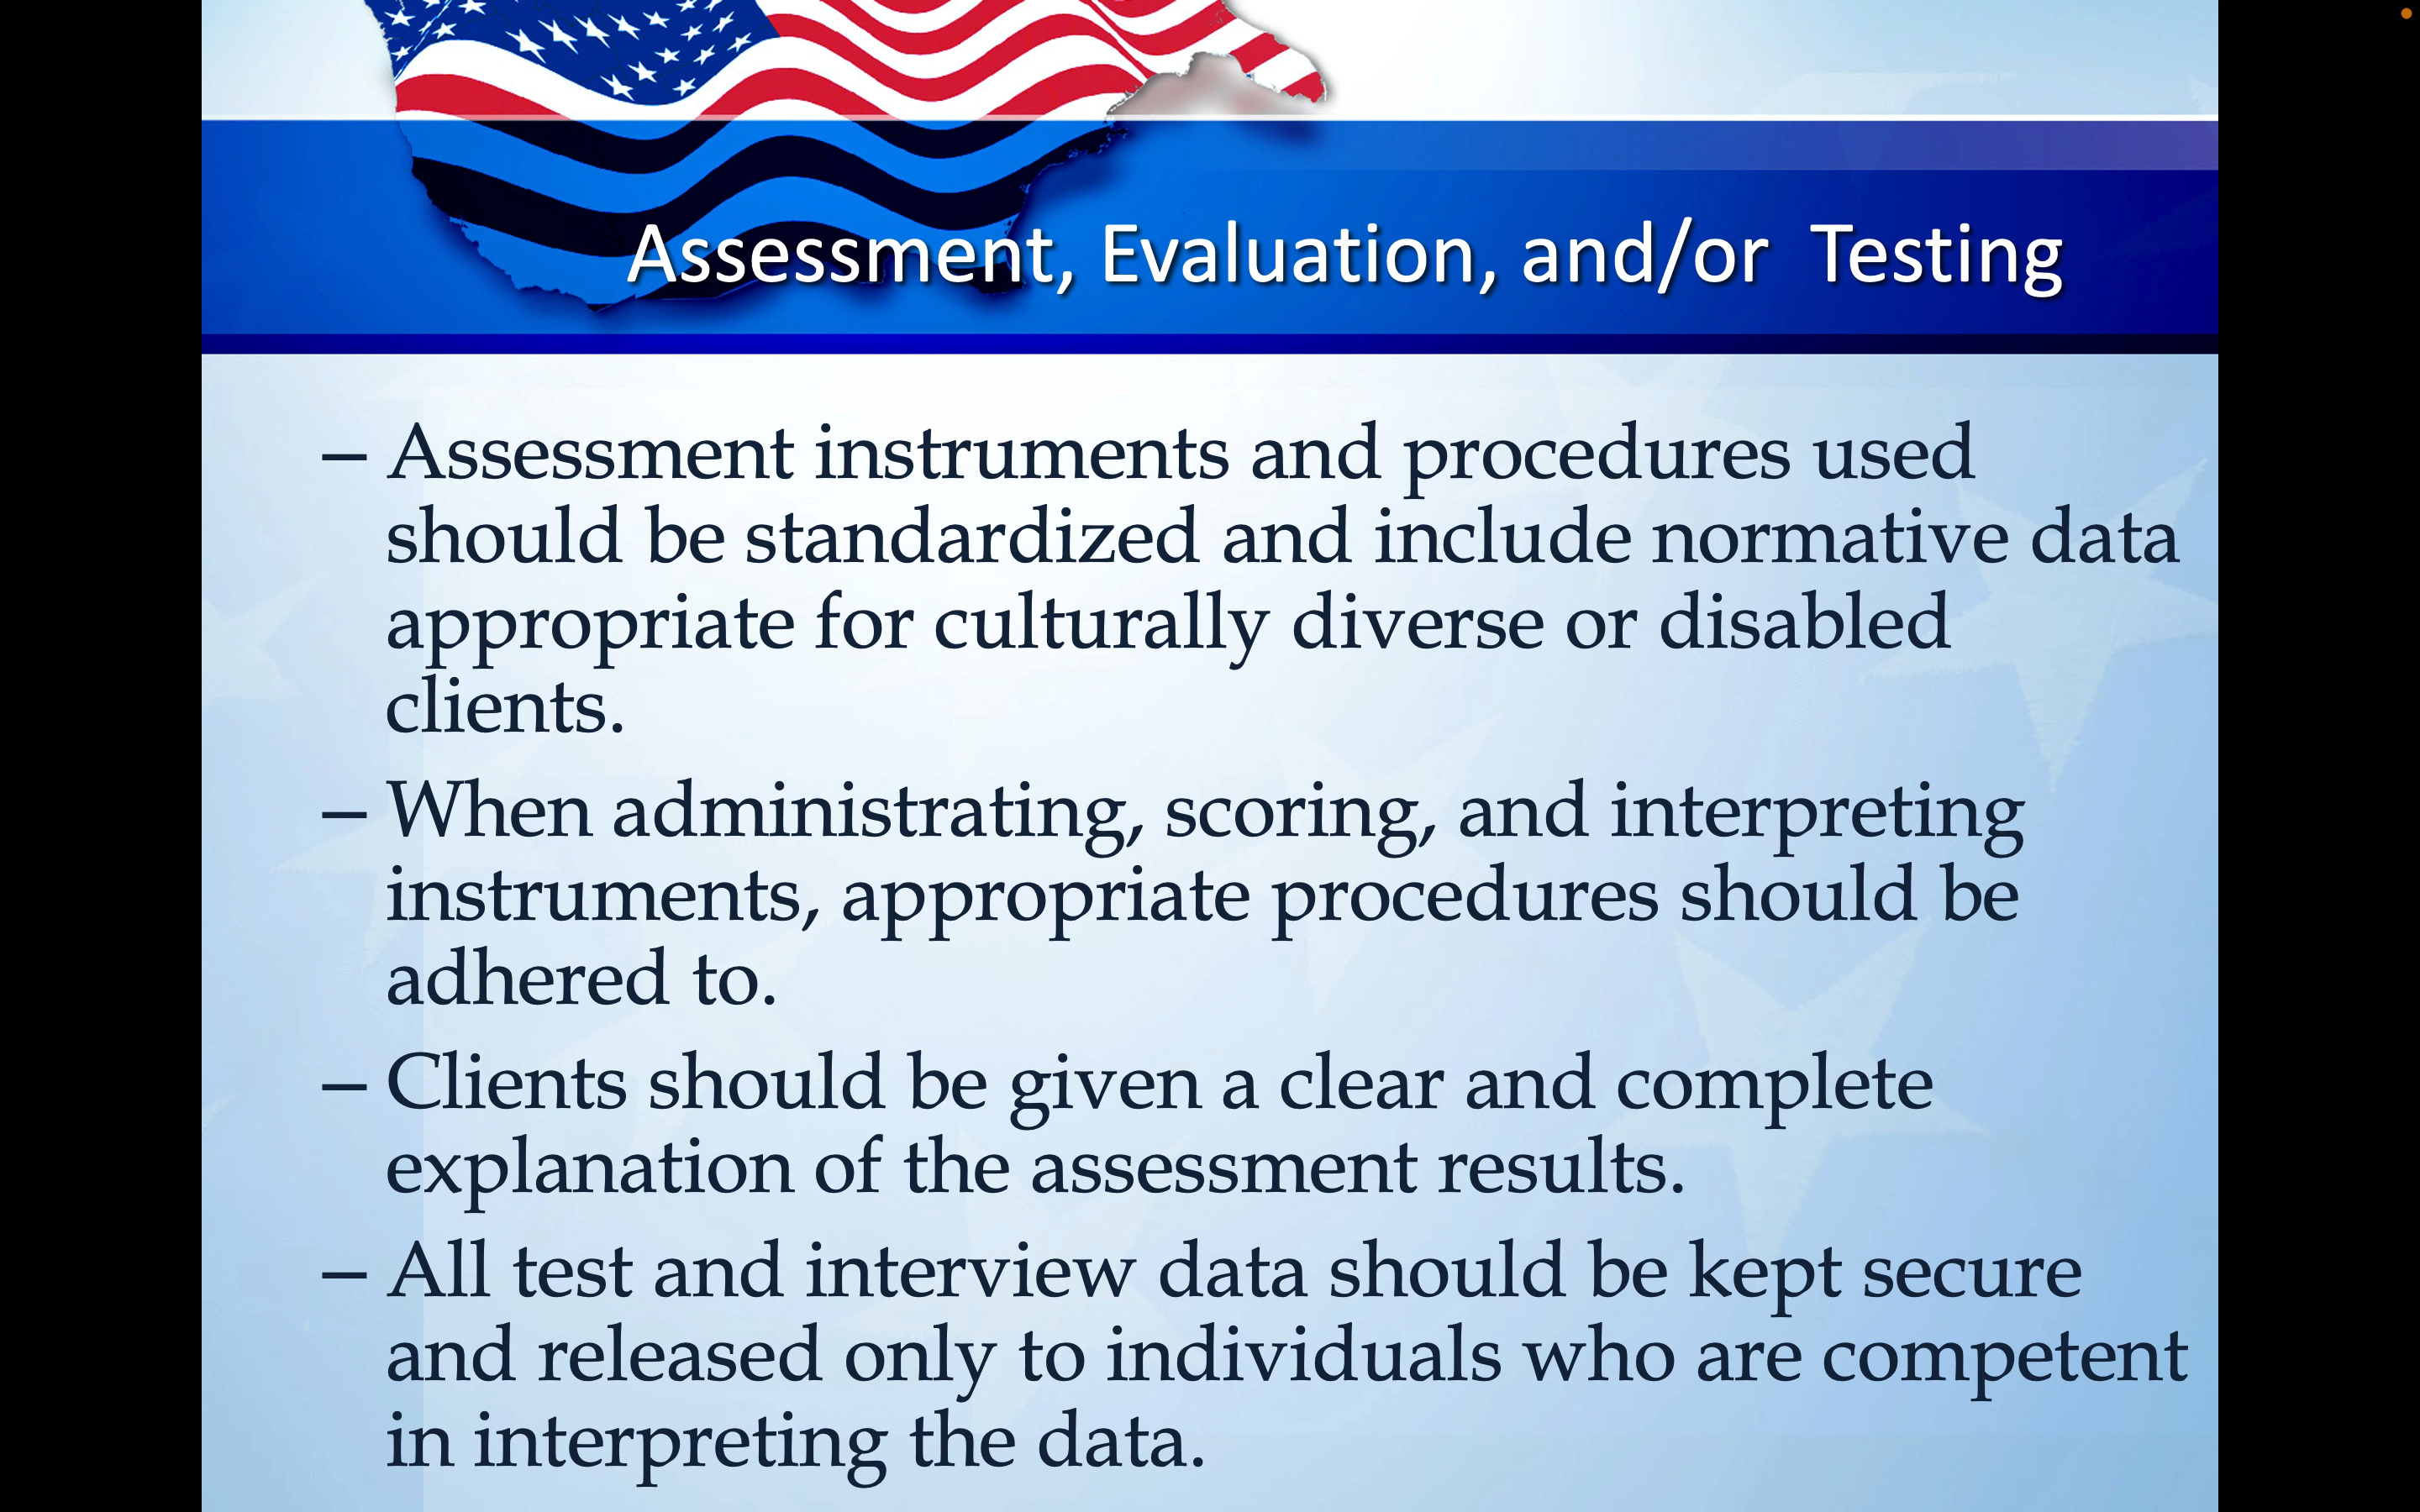 Assessment, Evaluation, and/or Testing
– Assessment instruments and procedures used
should be standardized and include normative data
appropriate for culturally diverse or disabled
clients.
– When administrating, scoring, and interpreting
instruments, appropriate procedures should be
adhered to.
– Clients should be given a clear and complete
explanation of the assessment results.
– All test and interview data should be kept secure
and released only to individuals who are competent
in interpreting the data.